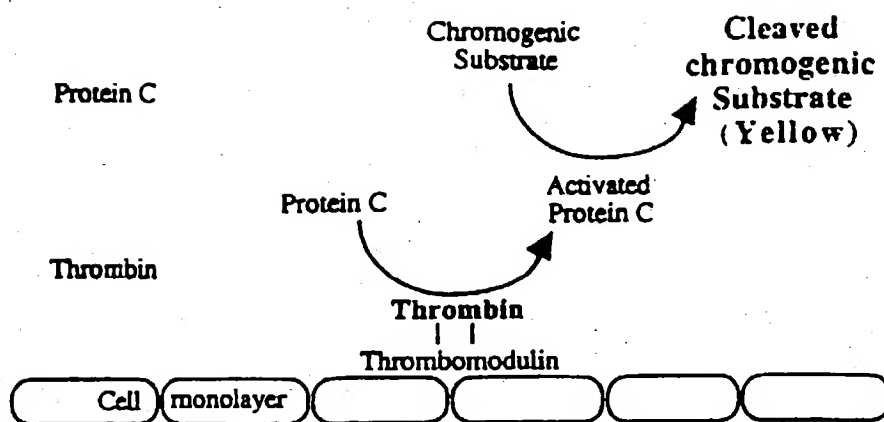 Chromogenic
Substrate
Cleaved
chromogenic
Substrate
(Yellow)
Protein C
Protein C
Activated
Protein C
Thrombin
Thrombin
Thrombomodulin
Cell monolayer